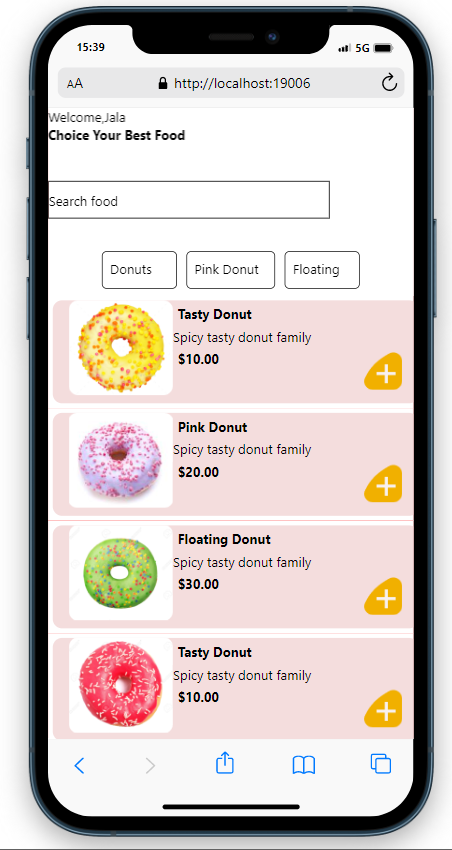 15:39
5G
AA
http://localhost:19006
Welcome,Jala
Choice Your Best Food
Search food
Donuts
Pink Donut
Floating
Tasty Donut
Spicy tasty donut family
$10.00
Pink Donut
Spicy tasty donut family
$20.00
Floating Donut
Spicy tasty donut family
$30.00
Tasty Donut
Spicy tasty donut family
$10.00